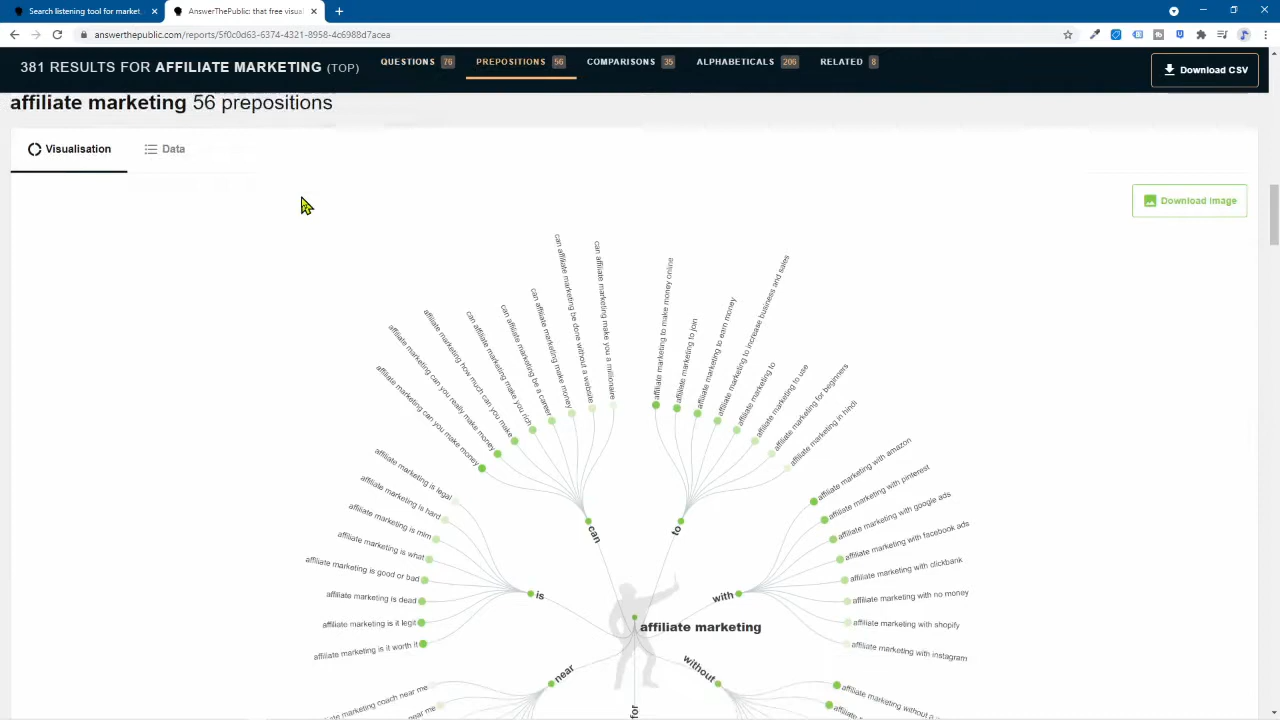 Search listening tool for market
AnswerThePublic: that free visual
answerthepublic.com/reports/5f0c0d63-6374-4321-8958-4c6988d7acea
381 RESULTS FOR AFFILIATE MARKETING (TOP)
QUESTIONS 76
PREPOSITIONS 56
COMPARISONS 35
ALPHABETICALS 206
RELATED 8
Download CSV
affiliate marketing 56 prepositions
Visualisation
Data
Download Image
affiliate marketing is it worth it
affiliate marketing is it legit
affiliate marketing is dead
affiliate marketing is good or bad
affiliate marketing is what
affiliate marketing is mlm
affiliate marketing is hard
affiliate marketing is legal
is
affiliate marketing can you make money
affiliate marketing can you really make money
affiliate marketing how much can you make
can affiliate marketing make you rich
can affiliate marketing be a career
can affiliate marketing make money
can affiliate marketing be done without a website
can affiliate marketing make you a millionaire
can
affiliate marketing to make money online
affiliate marketing to join
affiliate marketing to earn money
affiliate marketing to increase business and sales
affiliate marketing to
affiliate marketing to use
affiliate marketing for beginners
affiliate marketing in hindi
to
affiliate marketing with amazon
affiliate marketing with pinterest
affiliate marketing with google ads
affiliate marketing with facebook ads
affiliate marketing with clickbank
affiliate marketing with no money
affiliate marketing with shopify
affiliate marketing with instagram
with
affiliate marketing
without
affiliate marketing without a
near
coach near me
near me
for